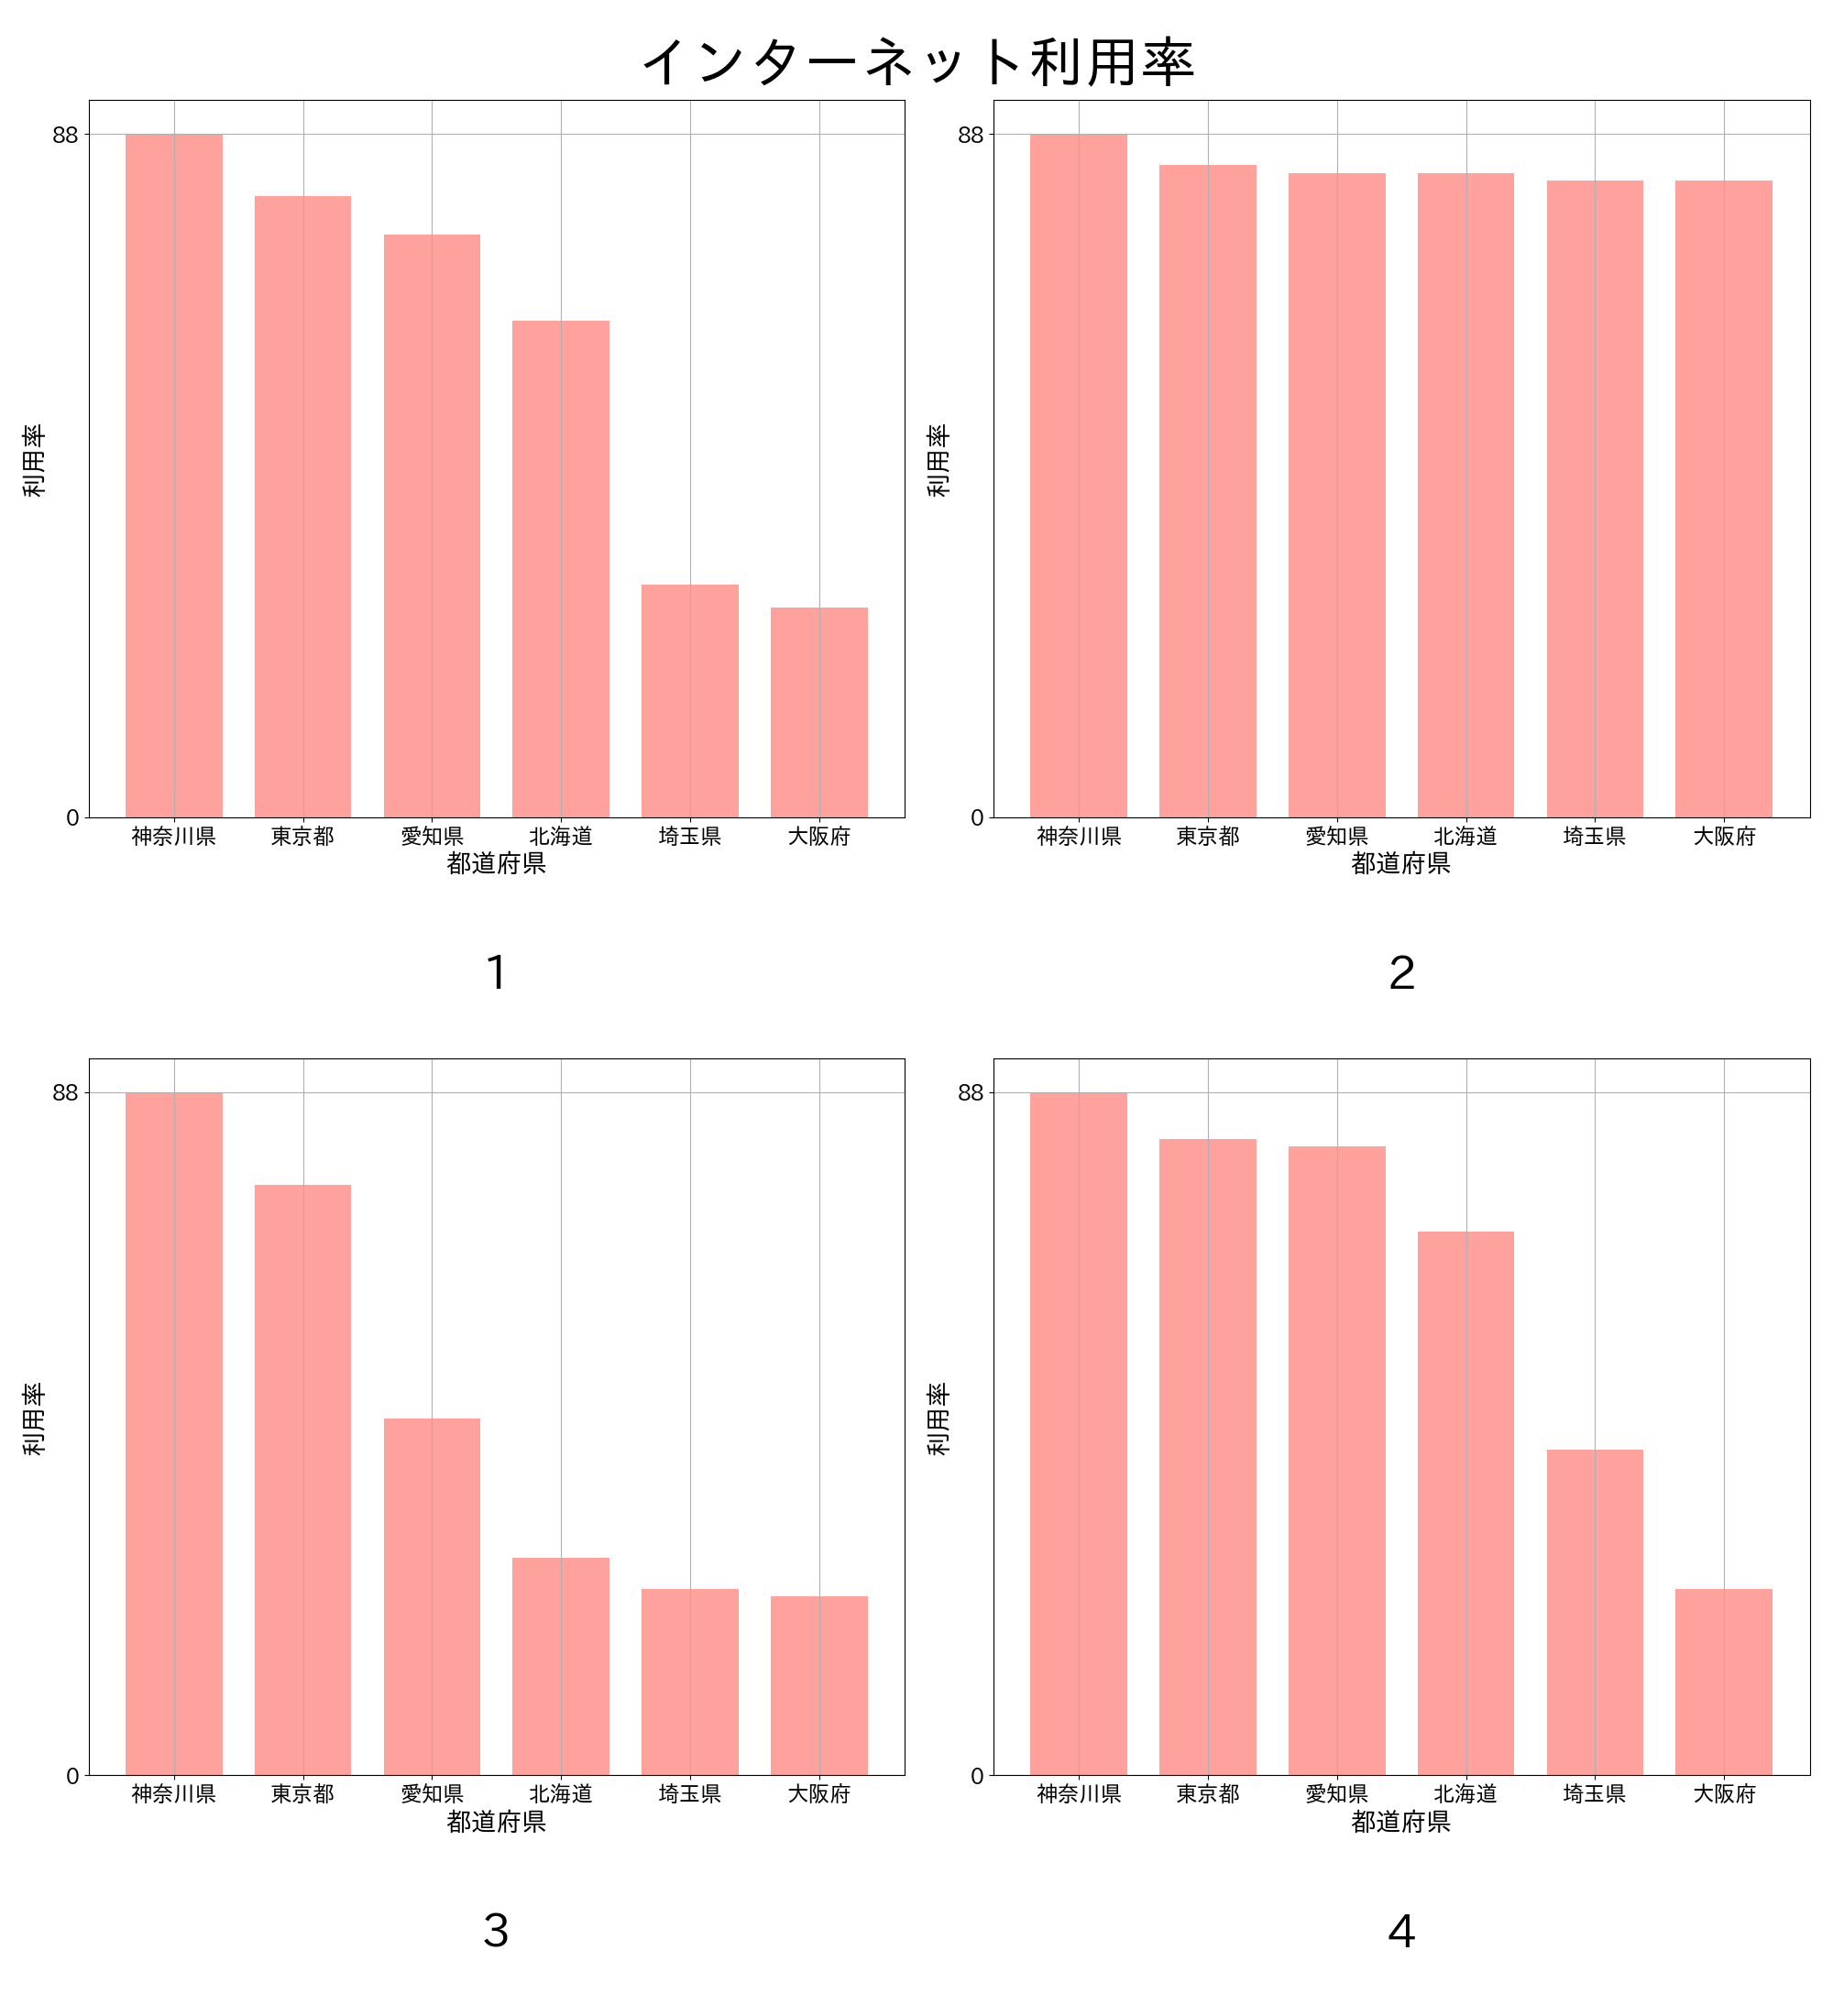 インターネット利用率
88
0
利用率
神奈川県 東京都 愛知県 北海道 埼玉県 大阪府
都道府県
1
88
0
利用率
神奈川県 東京都 愛知県 北海道 埼玉県 大阪府
都道府県
2
88
0
利用率
神奈川県 東京都 愛知県 北海道 埼玉県 大阪府
都道府県
3
88
0
利用率
神奈川県 東京都 愛知県 北海道 埼玉県 大阪府
都道府県
4